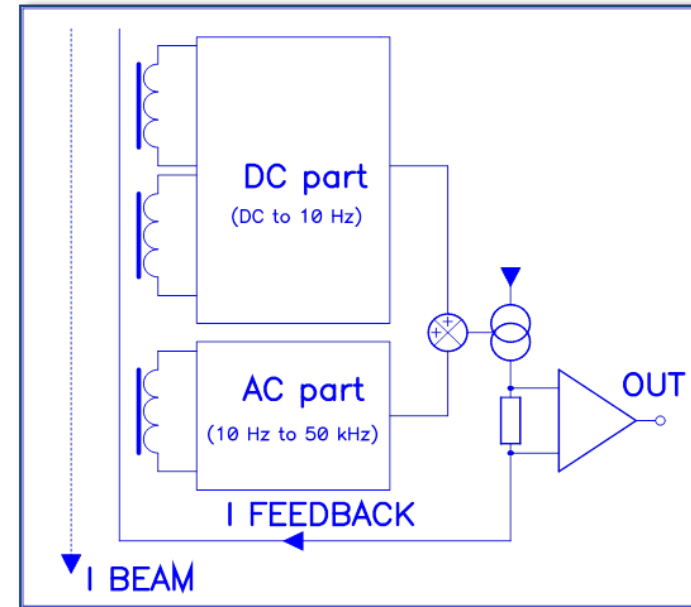 DC part
(DC to 10 Hz)
+
+
AC part
(10 Hz to 50 kHz)
OUT
I FEEDBACK
I BEAM